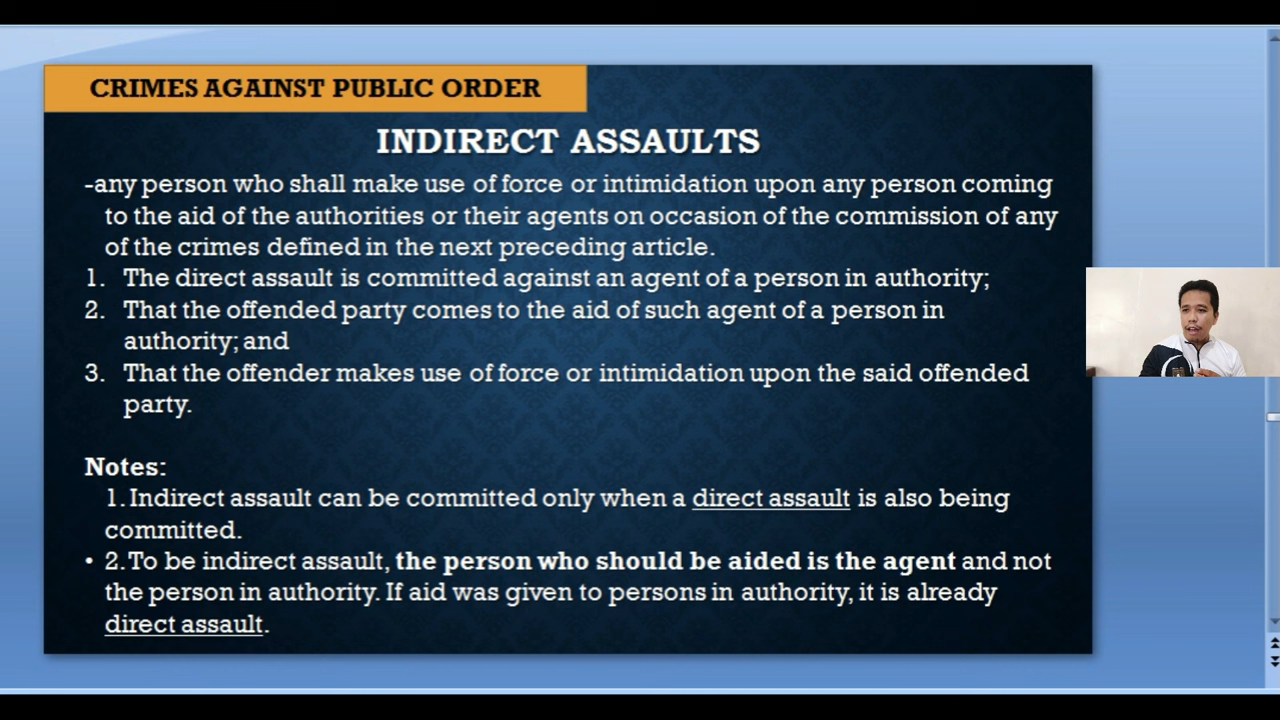 CRIMES AGAINST PUBLIC ORDER
INDIRECT ASSAULTS
-any person who shall make use of force or intimidation upon any person coming
to the aid of the authorities or their agents on occasion of the commission of any
of the crimes defined in the next preceding article.
1. The direct assault is committed against an agent of a person in authority;
2. That the offended party comes to the aid of such agent of a person in
authority; and
3. That the offender makes use of force or intimidation upon the said offended
party.
Notes:
1. Indirect assault can be committed only when a direct assault is also being
committed.
• 2. To be indirect assault, the person who should be aided is the agent and not
the person in authority. If aid was given to persons in authority, it is already
direct assault.